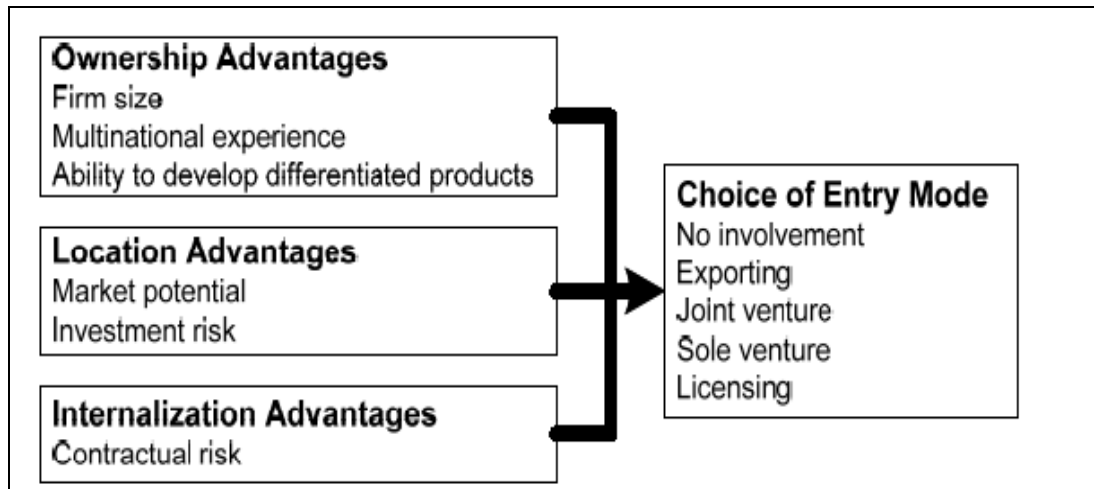 Ownership Advantages
Firm size
Multinational experience
Ability to develop differentiated products
Location Advantages
Market potential
Investment risk
Internalization Advantages
Contractual risk
Choice of Entry Mode
No involvement
Exporting
Joint venture
Sole venture
Licensing